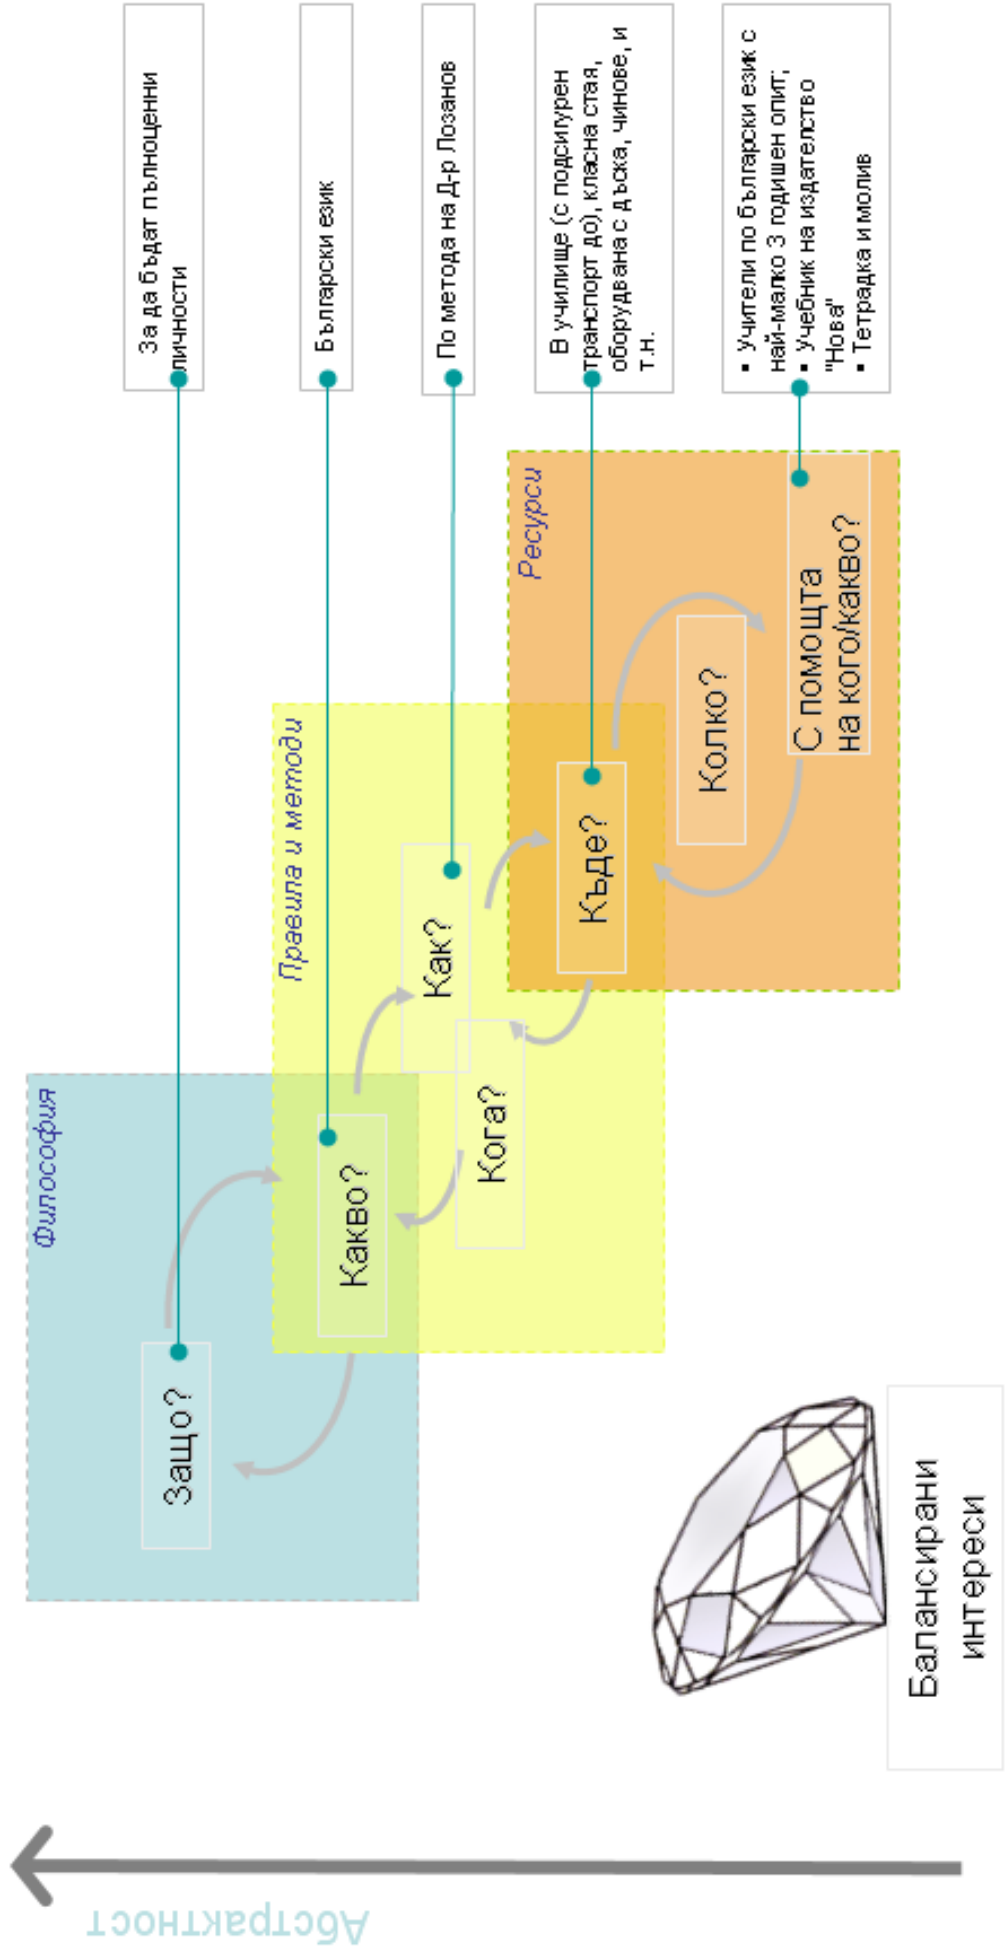 Абстрактност
Философия
Защо?
Какво?
Правила и методи
Как?
Кога?
Ресурси
Къде?
Колко?
С помощта
на кого/какво?
За да бъдат пълноценни
личности
Български език
По метода на Д-р Лозанов
В училище (с подсигурен
транспорт до), класна стая,
оборудвана с дъска, чинове, и
т.н.
▪ Учители по български език с
най-малко 3 годишен опит;
▪ Учебник на издателство
"Нова"
▪ Тетрадка и молив
Балансирани
интереси